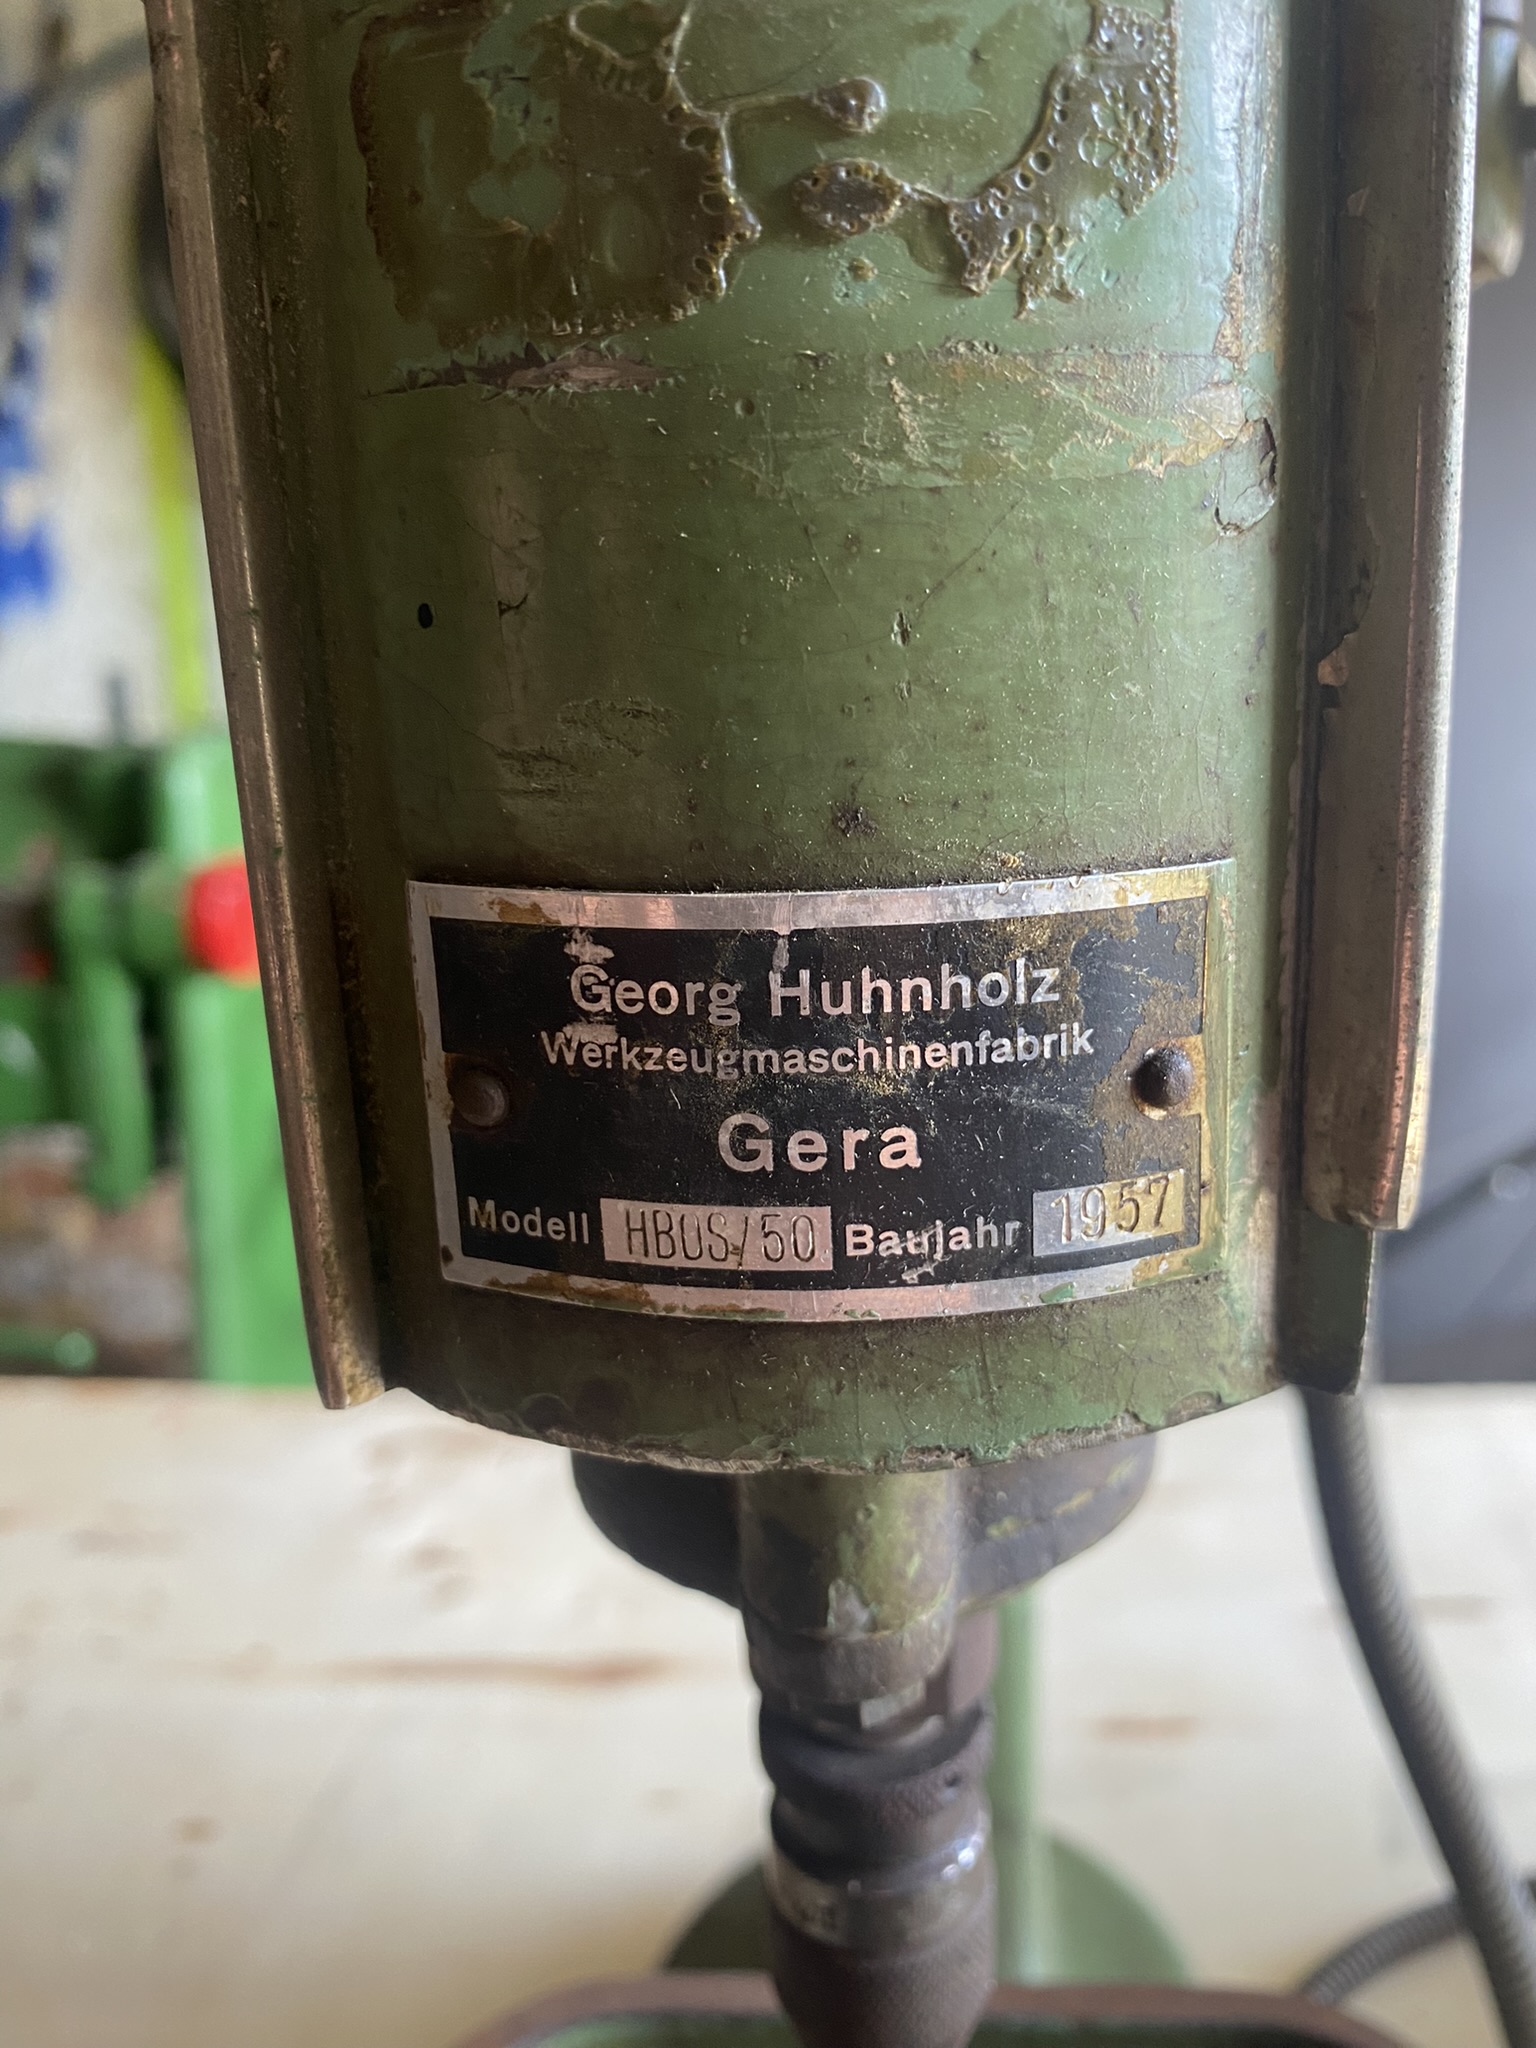 Georg Huhnholz
Werkzeugmaschinenfabrik
Gera
Modell HBOS/50 Baujahr 1957